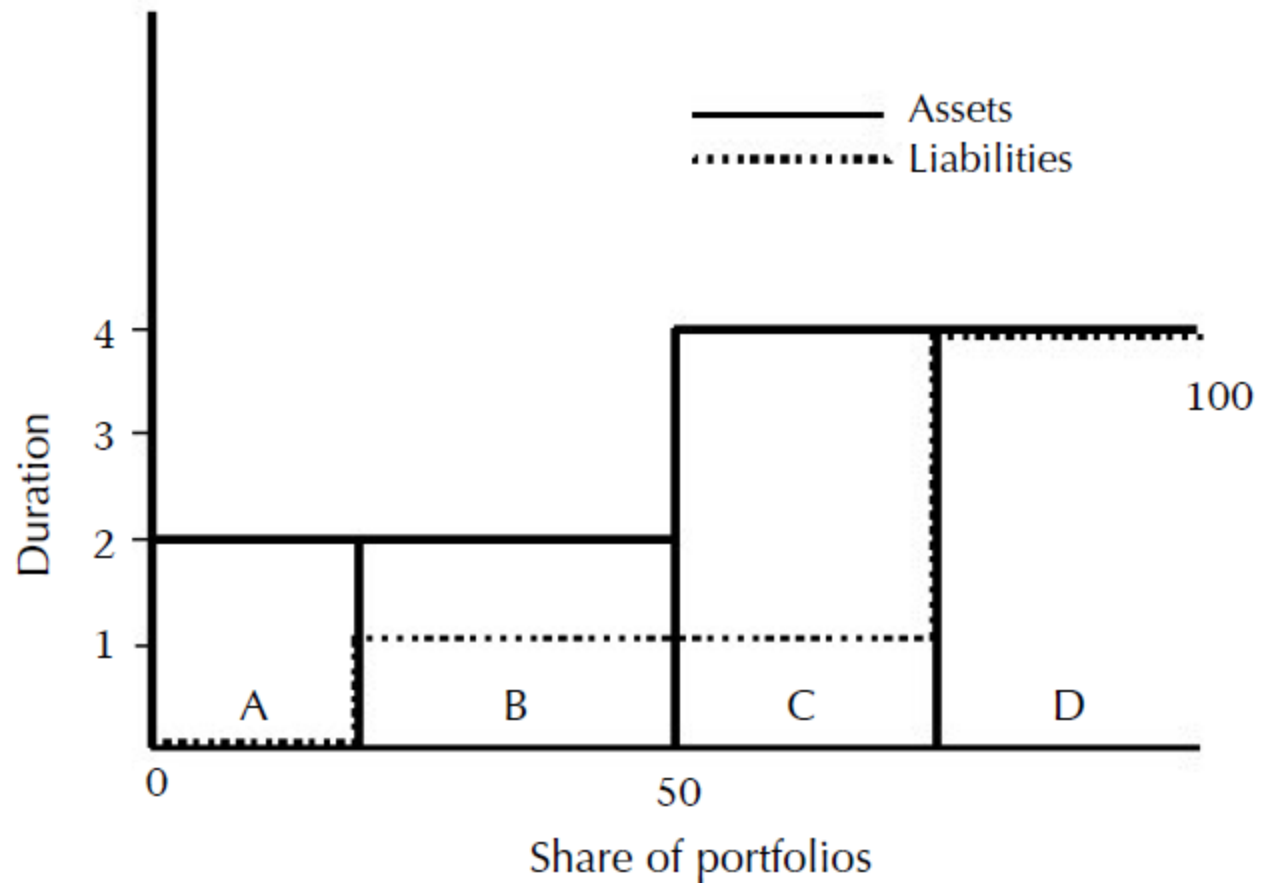 Assets
Liabilities
4
100
3
Duration
2
1
A B C D
0
50
Share of portfolios